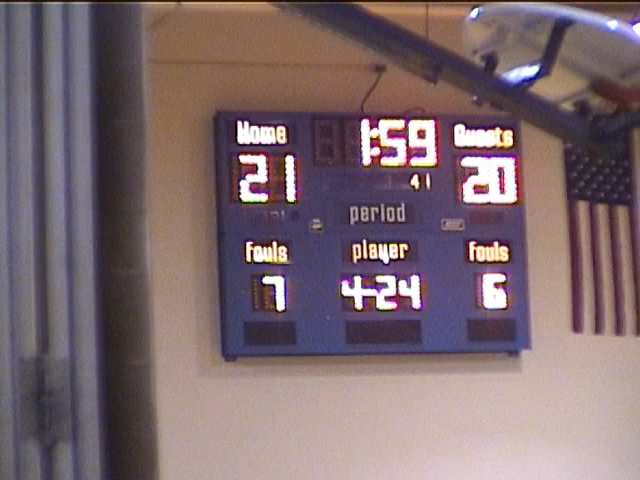 Home 1:59 Guests
21 41 20
period
Fouls player Fouls
7 4-24 6